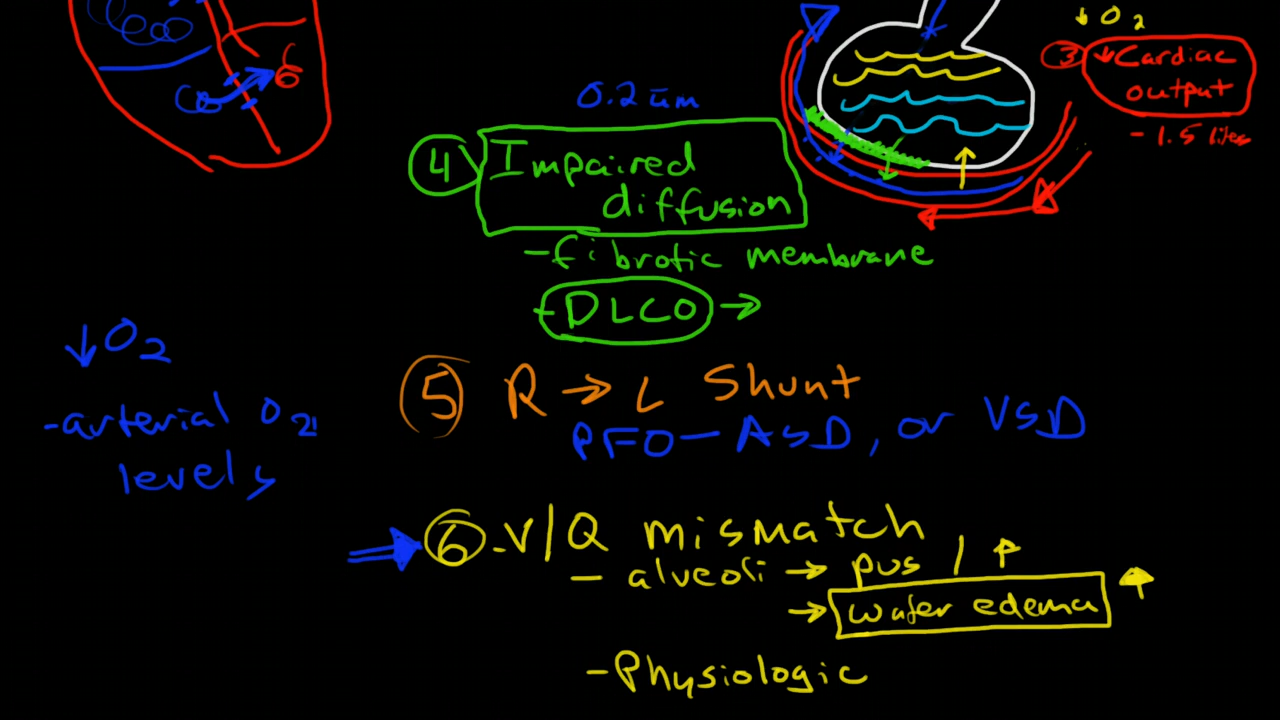 ↓O2
③ ↓Cardiac
output
- 1.5 lites
0.2 um
④ Impaired
diffusion
- fibrotic membrane
- DLCO →
↓O2
- arterial O2
levels
⑤ R → L Shunt
PFO - ASD, or VSD
⇒ ⑥ - V/Q mismatch
- alveoli → pus / ↑
→ water edema ↑
- Physiologic